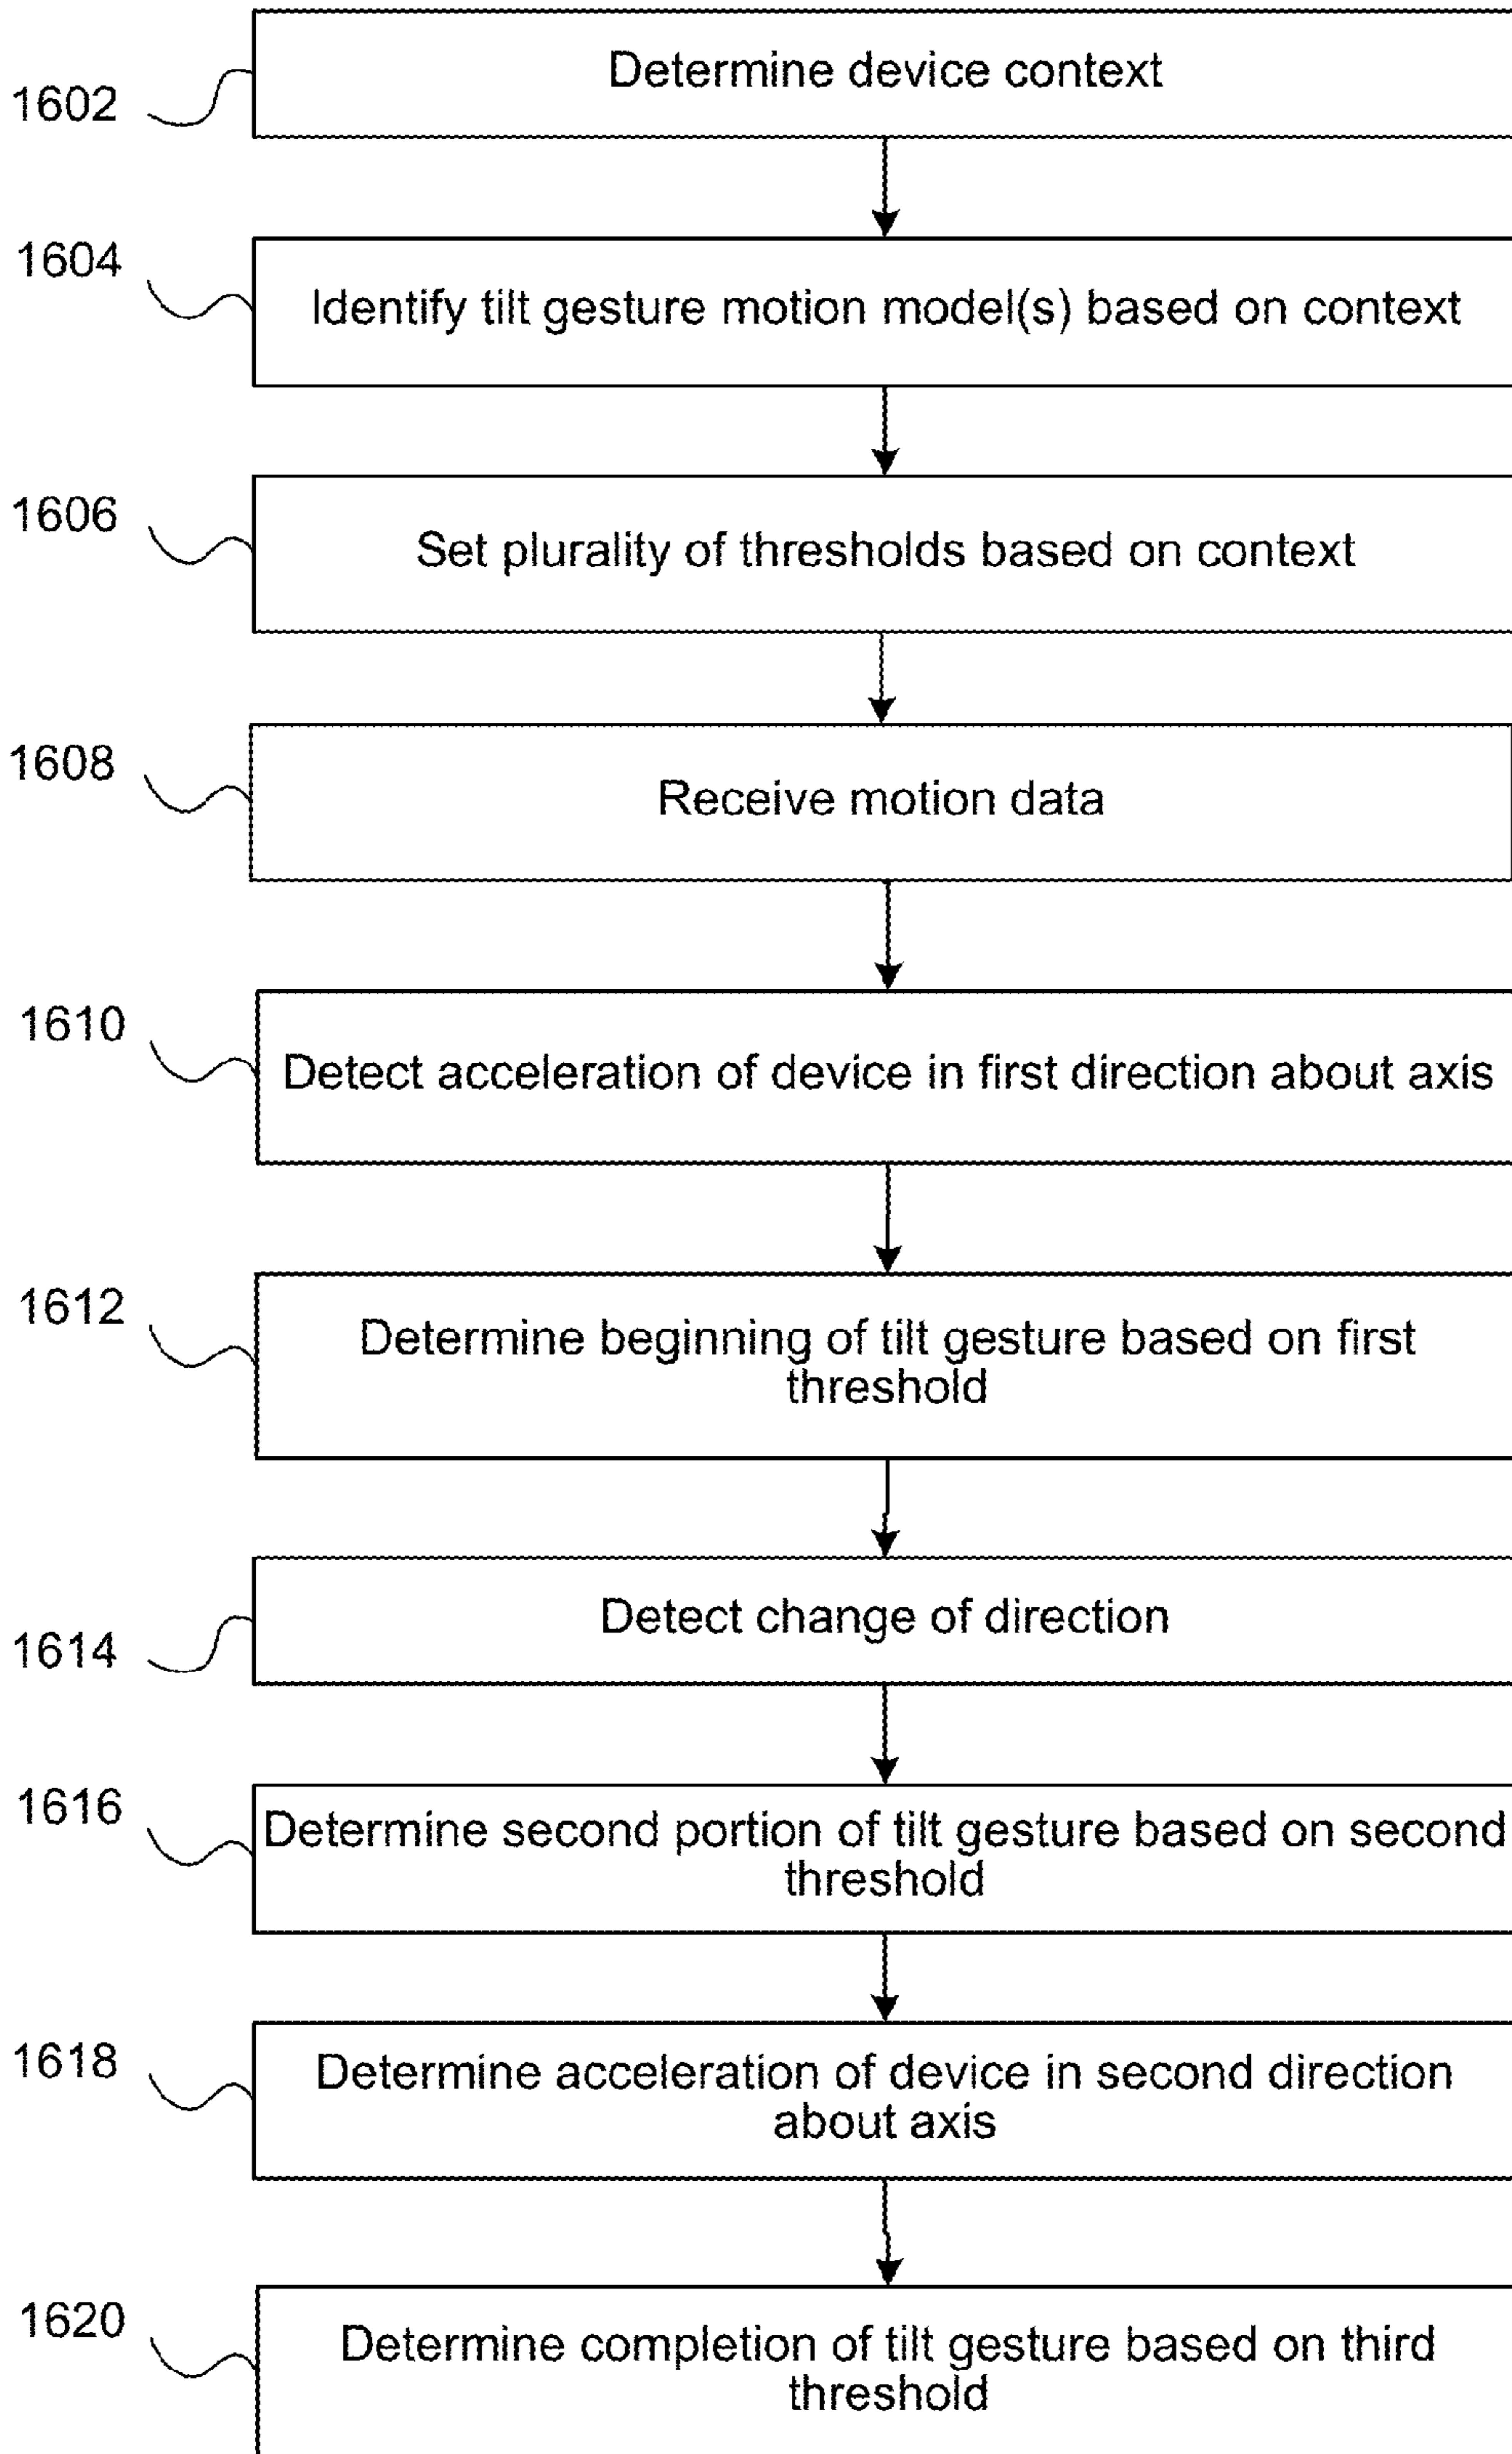 1602
Determine device context
1604
Identify tilt gesture motion model(s) based on context
1606
Set plurality of thresholds based on context
1608
Receive motion data
1610
Detect acceleration of device in first direction about axis
1612
Determine beginning of tilt gesture based on first
threshold
1614
Detect change of direction
1616
Determine second portion of tilt gesture based on second
threshold
1618
Determine acceleration of device in second direction
about axis
1620
Determine completion of tilt gesture based on third
threshold